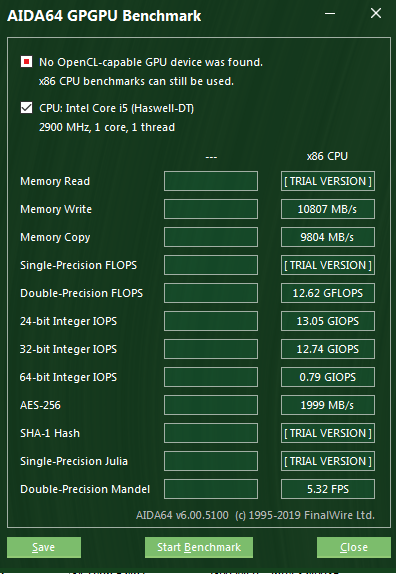 AIDA64 GPGPU Benchmark
No OpenCL-capable GPU device was found.
x86 CPU benchmarks can still be used.
CPU: Intel Core i5 (Haswell-DT)
2900 MHz, 1 core, 1 thread
--- x86 CPU
Memory Read [ TRIAL VERSION ]
Memory Write 10807 MB/s
Memory Copy 9804 MB/s
Single-Precision FLOPS [ TRIAL VERSION ]
Double-Precision FLOPS 12.62 GFLOPS
24-bit Integer IOPS 13.05 GIOPS
32-bit Integer IOPS 12.74 GIOPS
64-bit Integer IOPS 0.79 GIOPS
AES-256 1999 MB/s
SHA-1 Hash [ TRIAL VERSION ]
Single-Precision Julia [ TRIAL VERSION ]
Double-Precision Mandel 5.32 FPS
AIDA64 v6.00.5100 (c) 1995-2019 FinalWire Ltd.
Save Start Benchmark Close